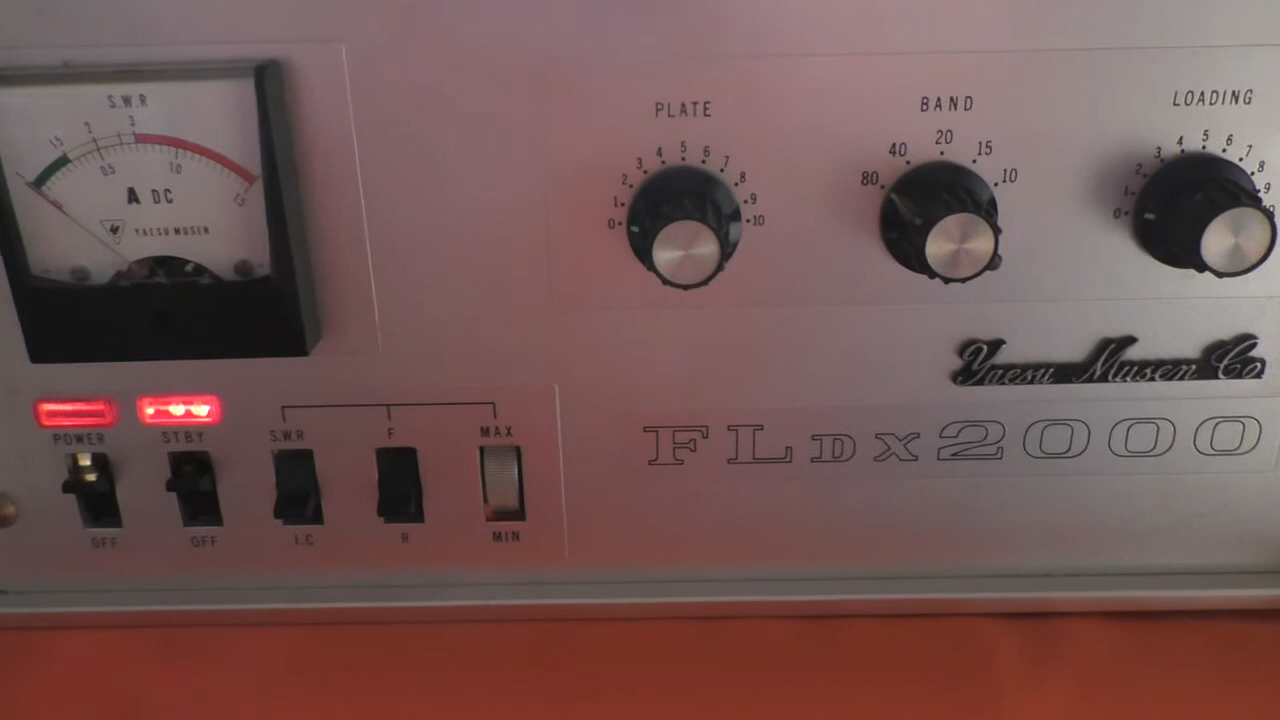 S.W.R
1.5 2 3
0.5 1.0 1.5
A DC
YAESU MUSEN
PLATE
0 1 2 3 4 5 6 7 8 9 10
BAND
80 40 20 15 10
LOADING
0 1 2 3 4 5 6 7 8 9 10
Yaesu Musen Co
FLDX2000
POWER STBY S.W.R F MAX
OFF OFF I.C R MIN